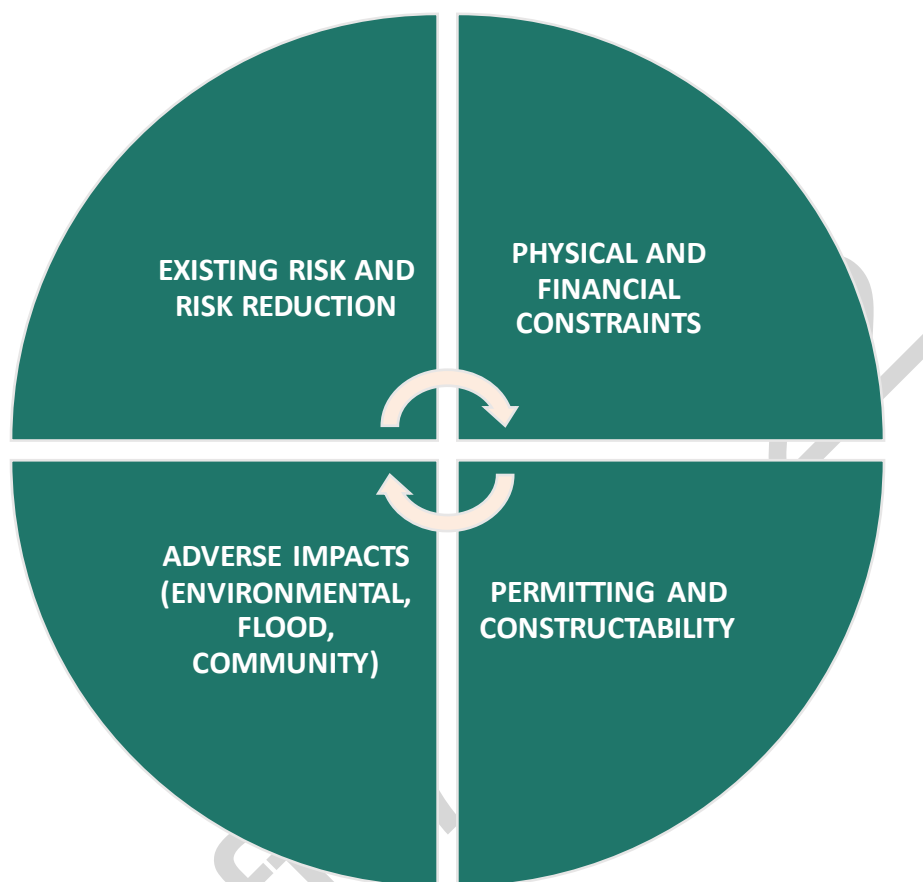 EXISTING RISK AND
RISK REDUCTION
PHYSICAL AND
FINANCIAL
CONSTRAINTS
ADVERSE IMPACTS
(ENVIRONMENTAL,
FLOOD,
COMMUNITY)
PERMITTING AND
CONSTRUCTABILITY